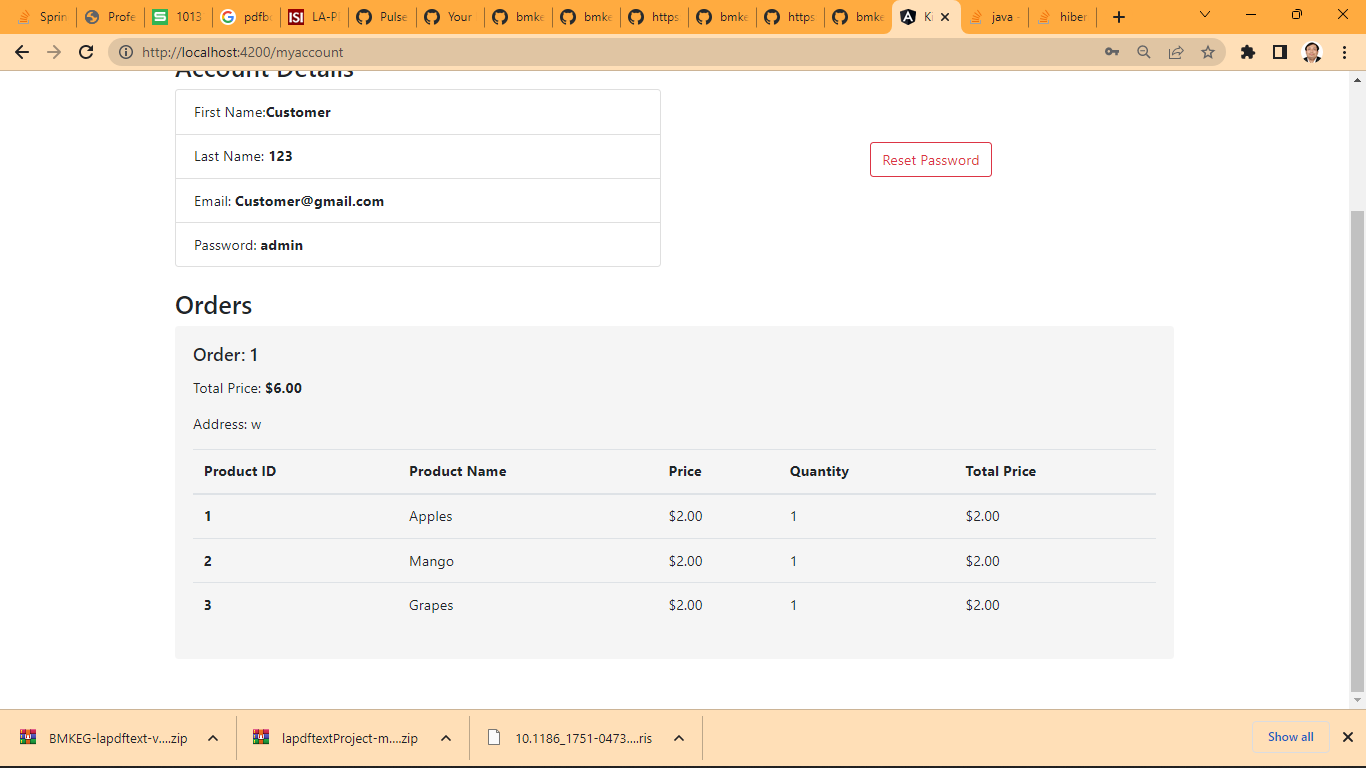 Sprin Profe 1013 pdfbo LA-P Pulse Your bmke bmke https bmke https bmke Ki java - hiber
http://localhost:4200/myaccount
Account Details
First Name:Customer
Last Name: 123
Email: Customer@gmail.com
Password: admin
Reset Password
Orders
Order: 1
Total Price: $6.00
Address: w
Product ID Product Name Price Quantity Total Price
1 Apples $2.00 1 $2.00
2 Mango $2.00 1 $2.00
3 Grapes $2.00 1 $2.00
BMKEG-lapdftext-v....zip lapdftextProject-m....zip 10.1186_1751-0473....ris Show all